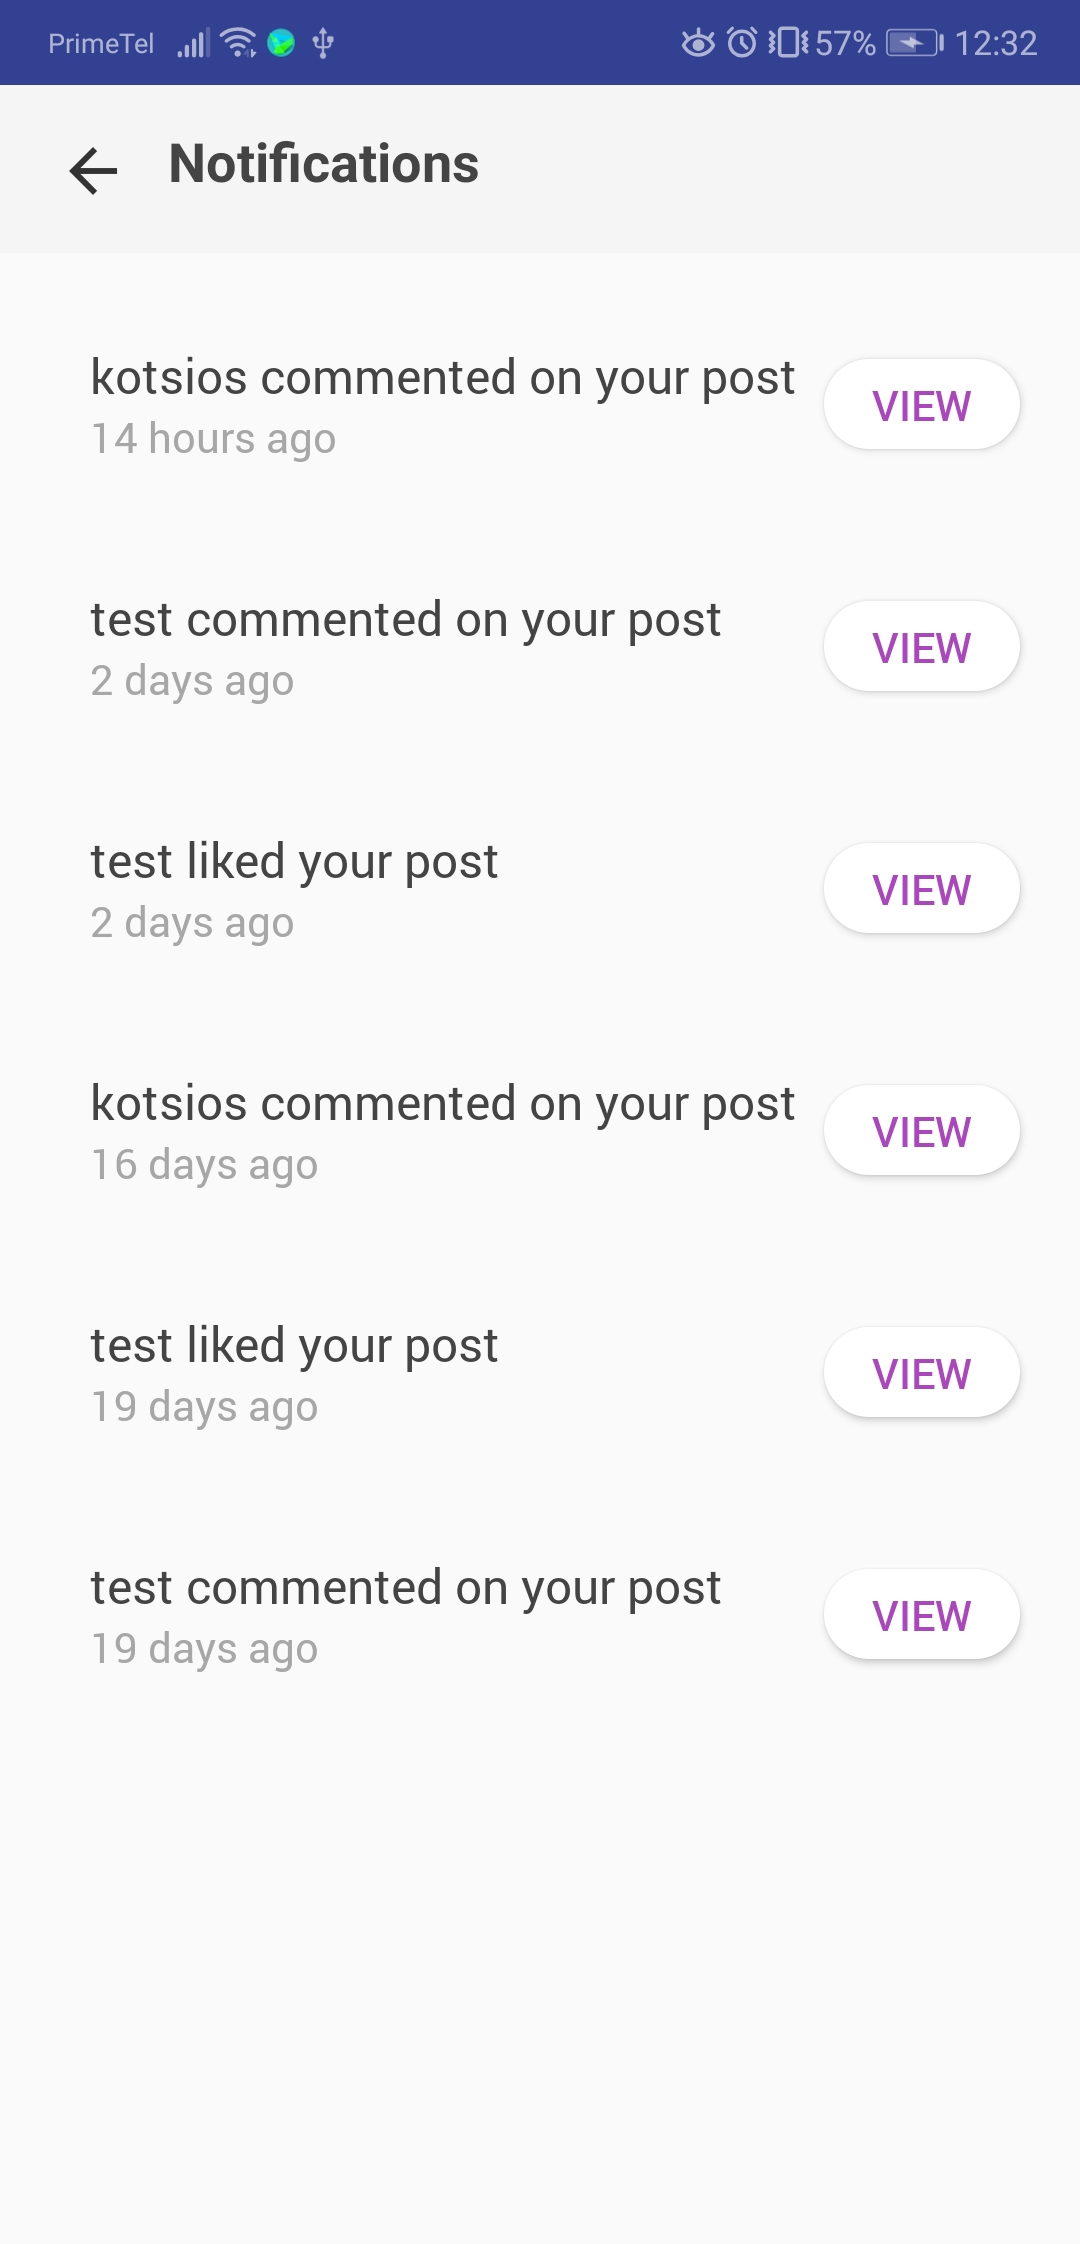 PrimeTel 57% 12:32
Notifications
kotsios commented on your post
14 hours ago
VIEW
test commented on your post
2 days ago
VIEW
test liked your post
2 days ago
VIEW
kotsios commented on your post
16 days ago
VIEW
test liked your post
19 days ago
VIEW
test commented on your post
19 days ago
VIEW